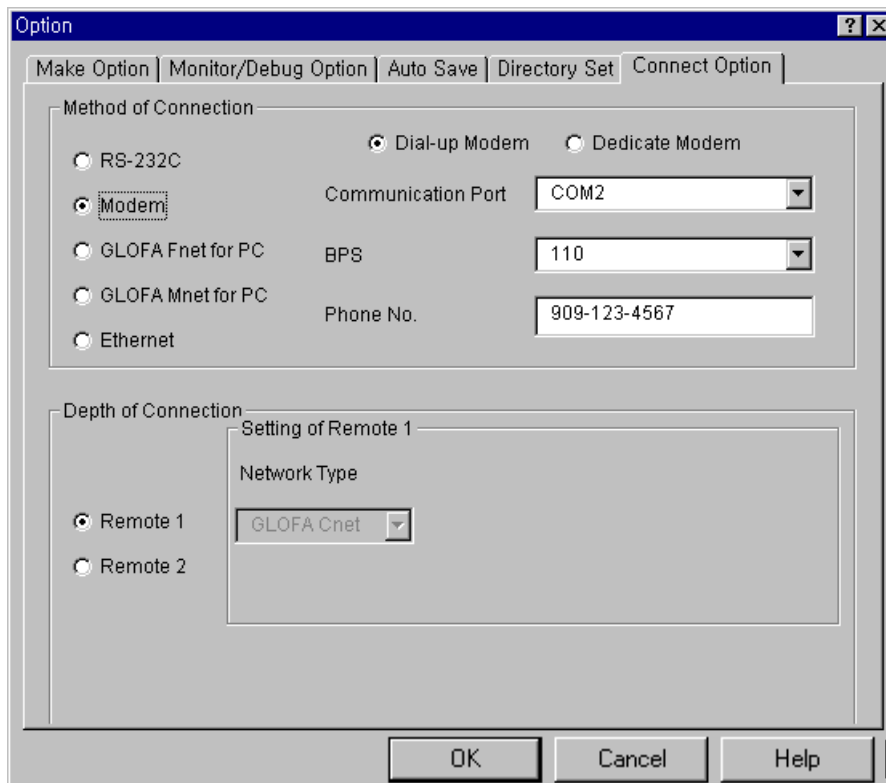 Option
Make Option Monitor/Debug Option Auto Save Directory Set Connect Option
Method of Connection
Dial-up Modem Dedicate Modem
RS-232C
Communication Port COM2
Modem
GLOFA Fnet for PC BPS 110
GLOFA Mnet for PC
Phone No. 909-123-4567
Ethernet
Depth of Connection
Setting of Remote 1
Network Type
Remote 1 GLOFA Cnet
Remote 2
OK Cancel Help